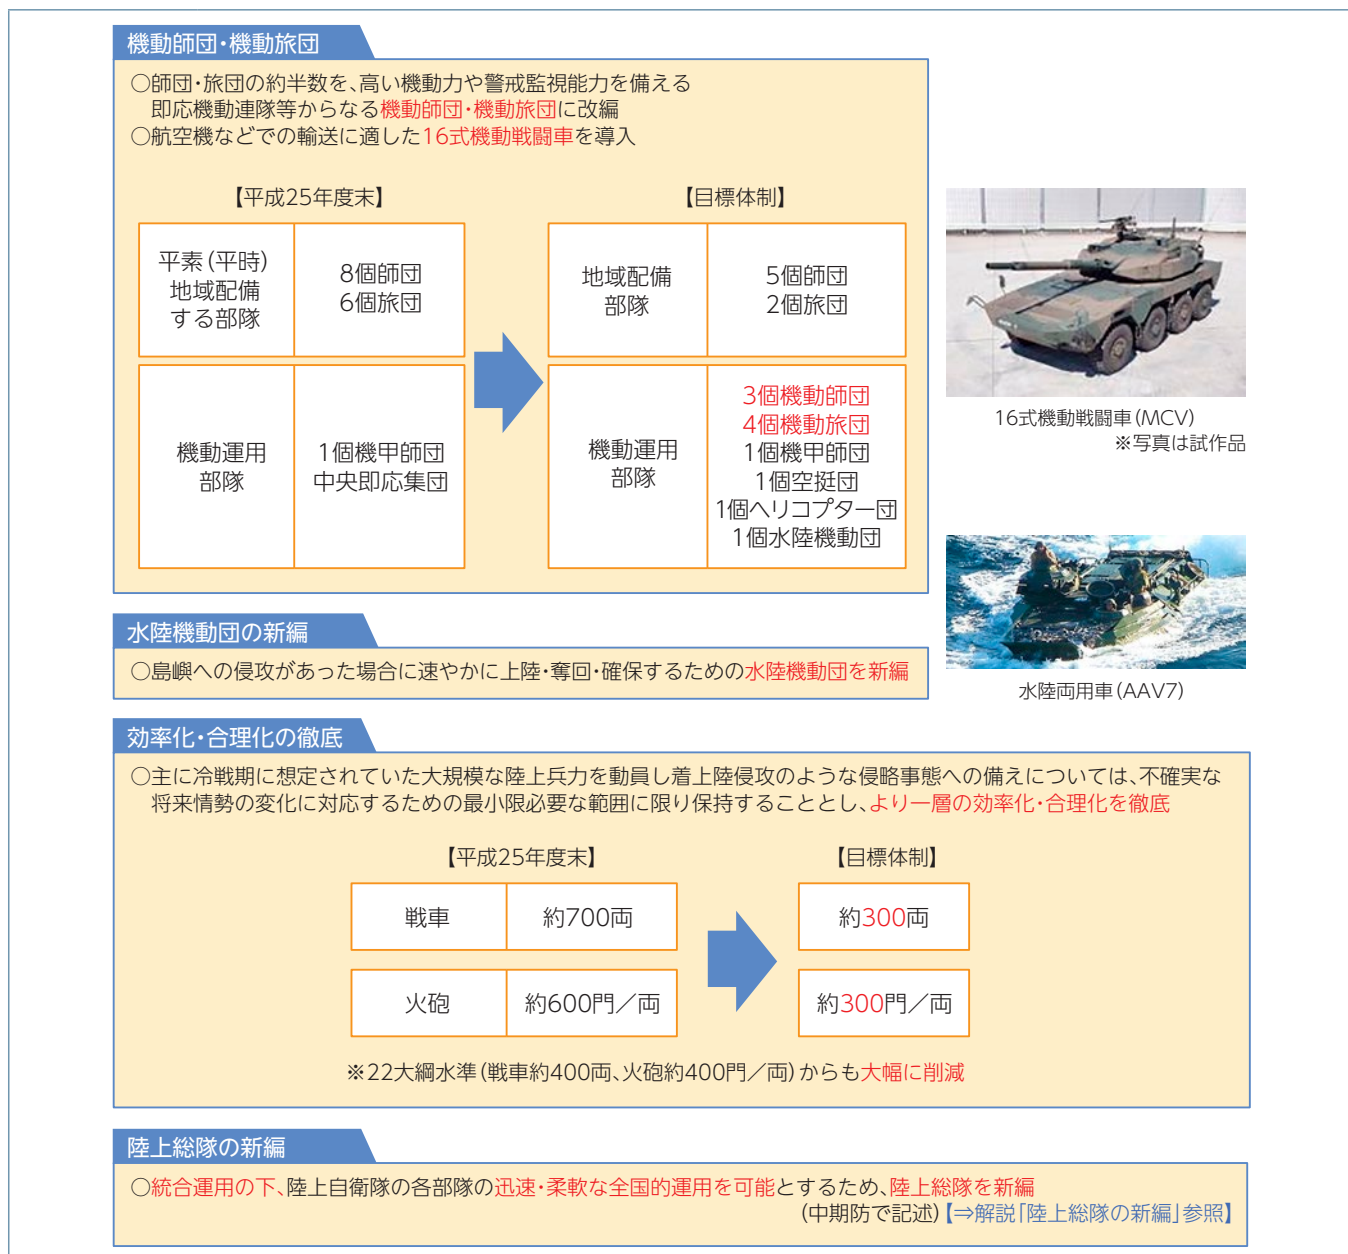 機動師団・機動旅団
○師団・旅団の約半数を、高い機動力や警戒監視能力を備える
即応機動連隊等からなる機動師団・機動旅団に改編
○航空機などでの輸送に適した16式機動戦闘車を導入
【平成25年度末】
【目標体制】
平素(平時)
地域配備
する部隊
8個師団
6個旅団
地域配備
部隊
5個師団
2個旅団
機動運用
部隊
1個機甲師団
中央即応集団
機動運用
部隊
3個機動師団
4個機動旅団
1個機甲師団
1個空挺団
1個ヘリコプター団
1個水陸機動団
16式機動戦闘車(MCV)
※写真は試作品
水陸機動団の新編
○島嶼への侵攻があった場合に速やかに上陸・奪回・確保するための水陸機動団を新編
水陸両用車(AAV7)
効率化・合理化の徹底
○主に冷戦期に想定されていた大規模な陸上兵力を動員し着上陸侵攻のような侵略事態への備えについては、不確実な
将来情勢の変化に対応するための最小限必要な範囲に限り保持することとし、より一層の効率化・合理化を徹底
【平成25年度末】
【目標体制】
戦車
約700両
約300両
火砲
約600門／両
約300門／両
※22大綱水準(戦車約400両、火砲約400門／両)からも大幅に削減
陸上総隊の新編
○統合運用の下、陸上自衛隊の各部隊の迅速・柔軟な全国的運用を可能とするため、陸上総隊を新編
(中期防で記述)【⇒解説「陸上総隊の新編」参照】